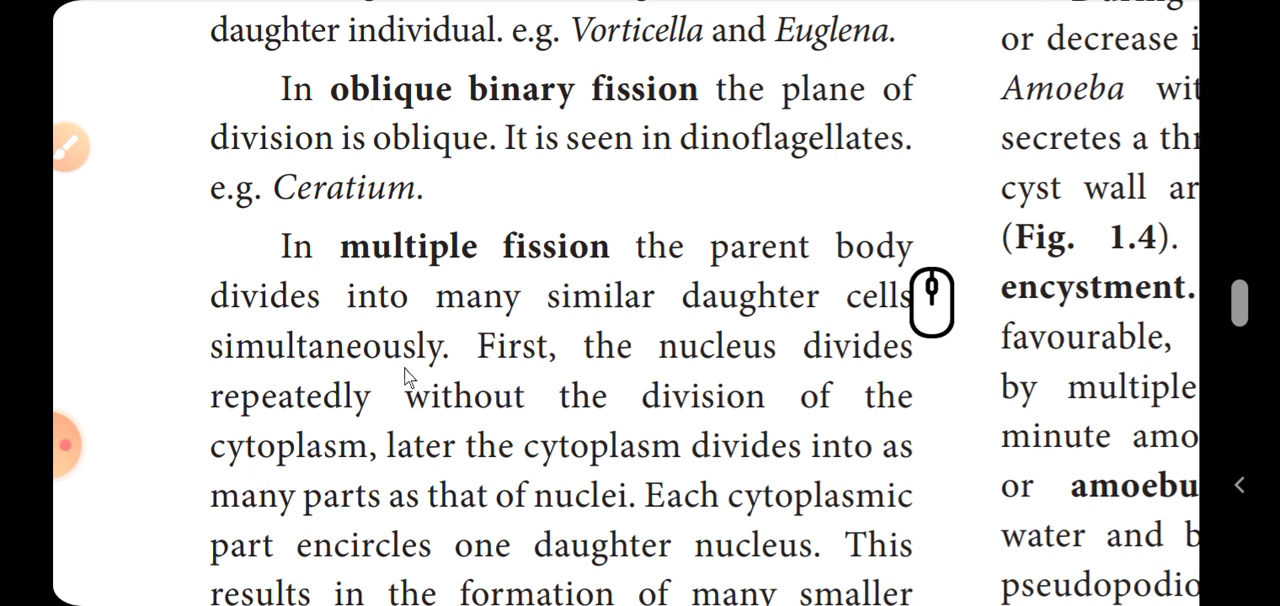 daughter individual. e.g. Vorticella and Euglena.
In oblique binary fission the plane of
division is oblique. It is seen in dinoflagellates.
e.g. Ceratium.
In multiple fission the parent body
divides into many similar daughter cells
simultaneously. First, the nucleus divides
repeatedly without the division of the
cytoplasm, later the cytoplasm divides into as
many parts as that of nuclei. Each cytoplasmic
part encircles one daughter nucleus. This
results in the formation of many smaller
or decrease
Amoeba
secretes a
cyst wall
(Fig. 1.4).
encystment.
favourable,
by multiple
minute
or
water and